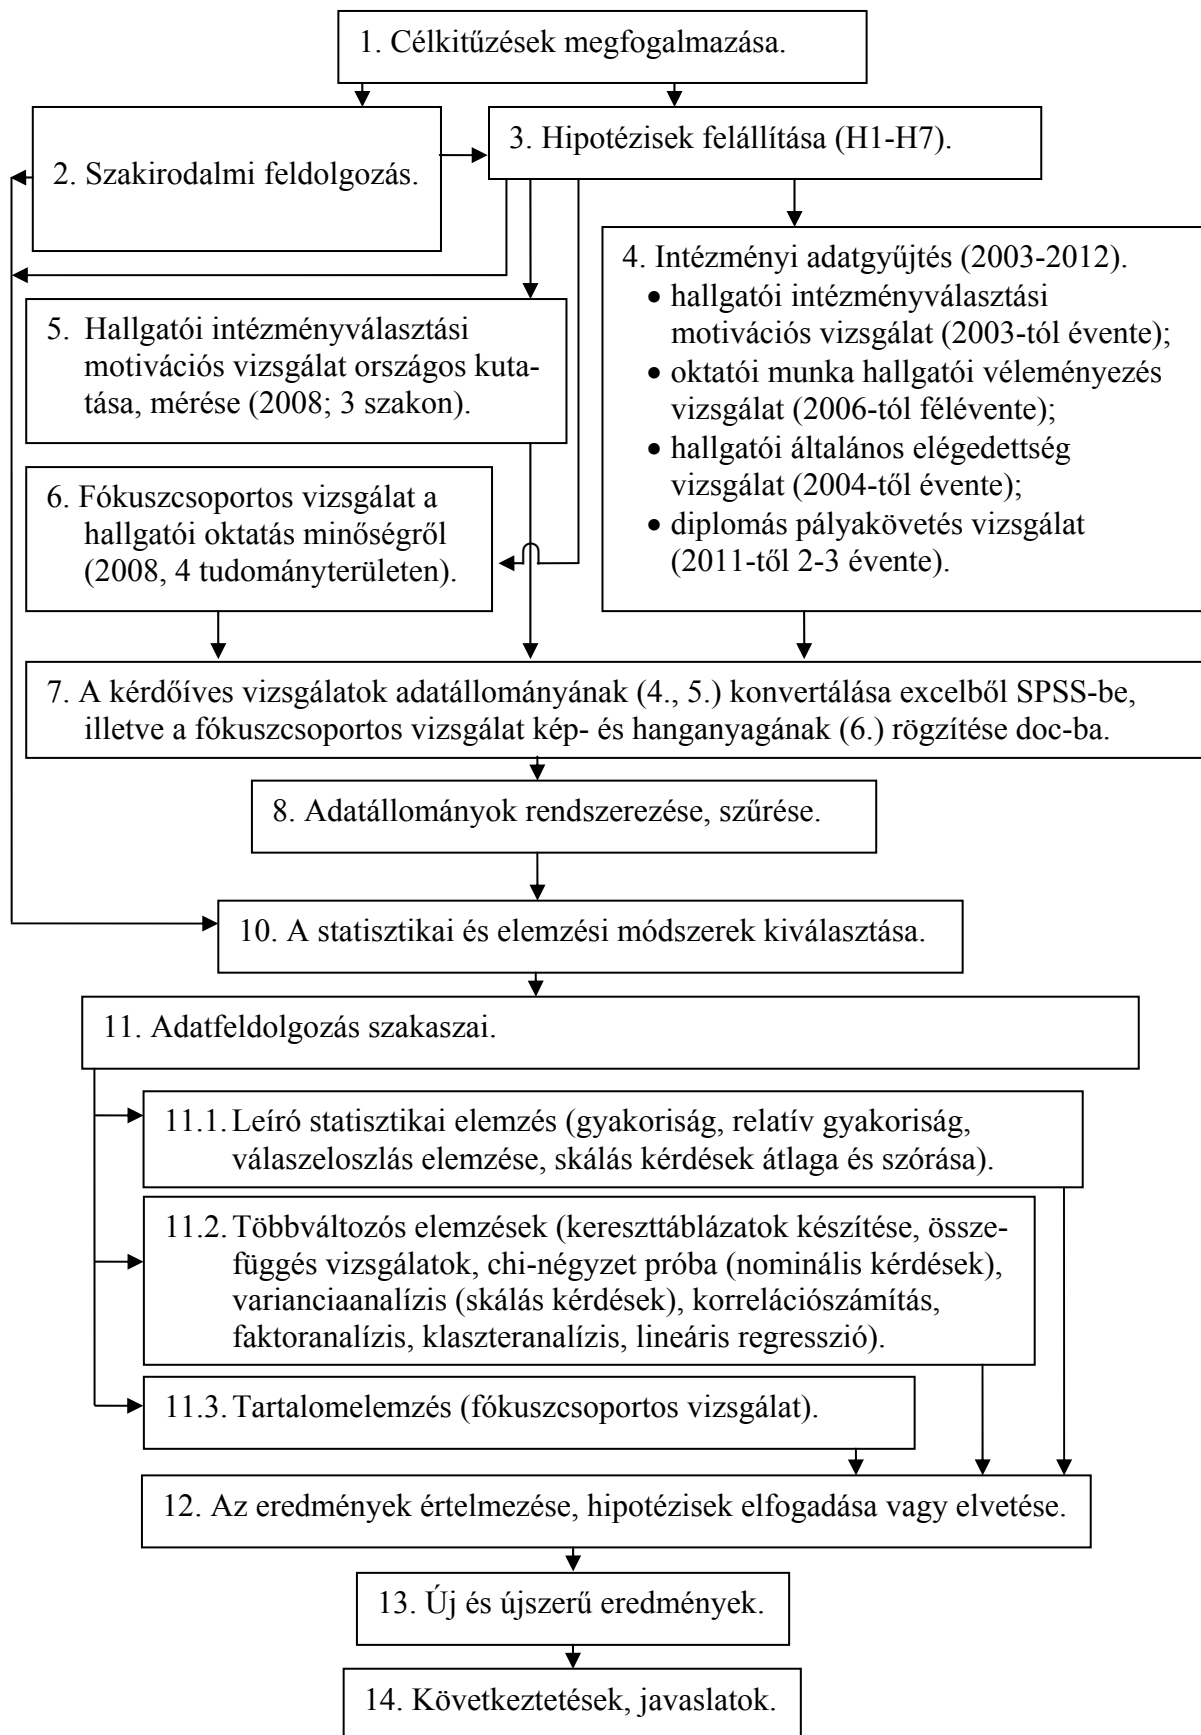 1. Célkitűzések megfogalmazása.
2. Szakirodalmi feldolgozás.
3. Hipotézisek felállítása (H1-H7).
4. Intézményi adatgyűjtés (2003-2012).
• hallgatói intézményválasztási
motivációs vizsgálat (2003-tól évente);
• oktatói munka hallgatói véleményezés
vizsgálat (2006-tól félévente);
• hallgatói általános elégedettség
vizsgálat (2004-től évente);
• diplomás pályakövetés vizsgálat
(2011-től 2-3 évente).
5. Hallgatói intézményválasztási
motivációs vizsgálat országos kuta-
tása, mérése (2008; 3 szakon).
6. Fókuszcsoportos vizsgálat a
hallgatói oktatás minőségről
(2008, 4 tudományterületen).
7. A kérdőíves vizsgálatok adatállományának (4., 5.) konvertálása excelből SPSS-be,
illetve a fókuszcsoportos vizsgálat kép- és hanganyagának (6.) rögzítése doc-ba.
8. Adatállományok rendszerezése, szűrése.
10. A statisztikai és elemzési módszerek kiválasztása.
11. Adatfeldolgozás szakaszai.
11.1. Leíró statisztikai elemzés (gyakoriság, relatív gyakoriság,
válaszeloszlás elemzése, skálás kérdések átlaga és szórása).
11.2. Többváltozós elemzések (kereszttáblázatok készítése, össze-
függés vizsgálatok, chi-négyzet próba (nominális kérdések),
varianciaanalízis (skálás kérdések), korrelációszámítás,
faktoranalízis, klaszteranalízis, lineáris regresszió).
11.3. Tartalomelemzés (fókuszcsoportos vizsgálat).
12. Az eredmények értelmezése, hipotézisek elfogadása vagy elvetése.
13. Új és újszerű eredmények.
14. Következtetések, javaslatok.